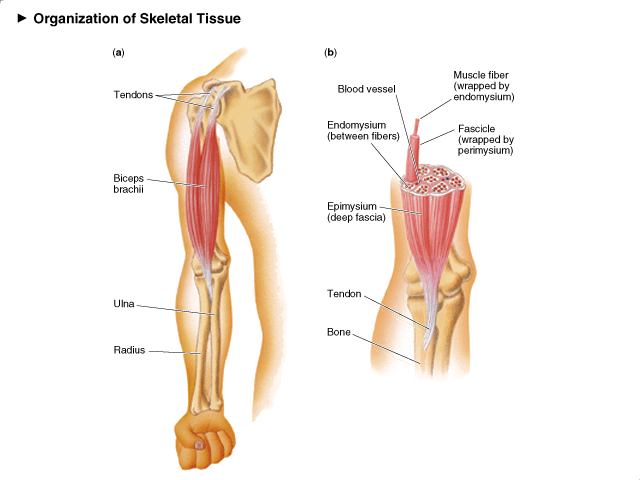 ► Organization of Skeletal Tissue
(a)
Tendons
Biceps
brachii
Ulna
Radius
(b)
Blood vessel
Muscle fiber
(wrapped by
endomysium)
Endomysium
(between fibers)
Fascicle
(wrapped by
perimysium)
Epimysium
(deep fascia)
Tendon
Bone